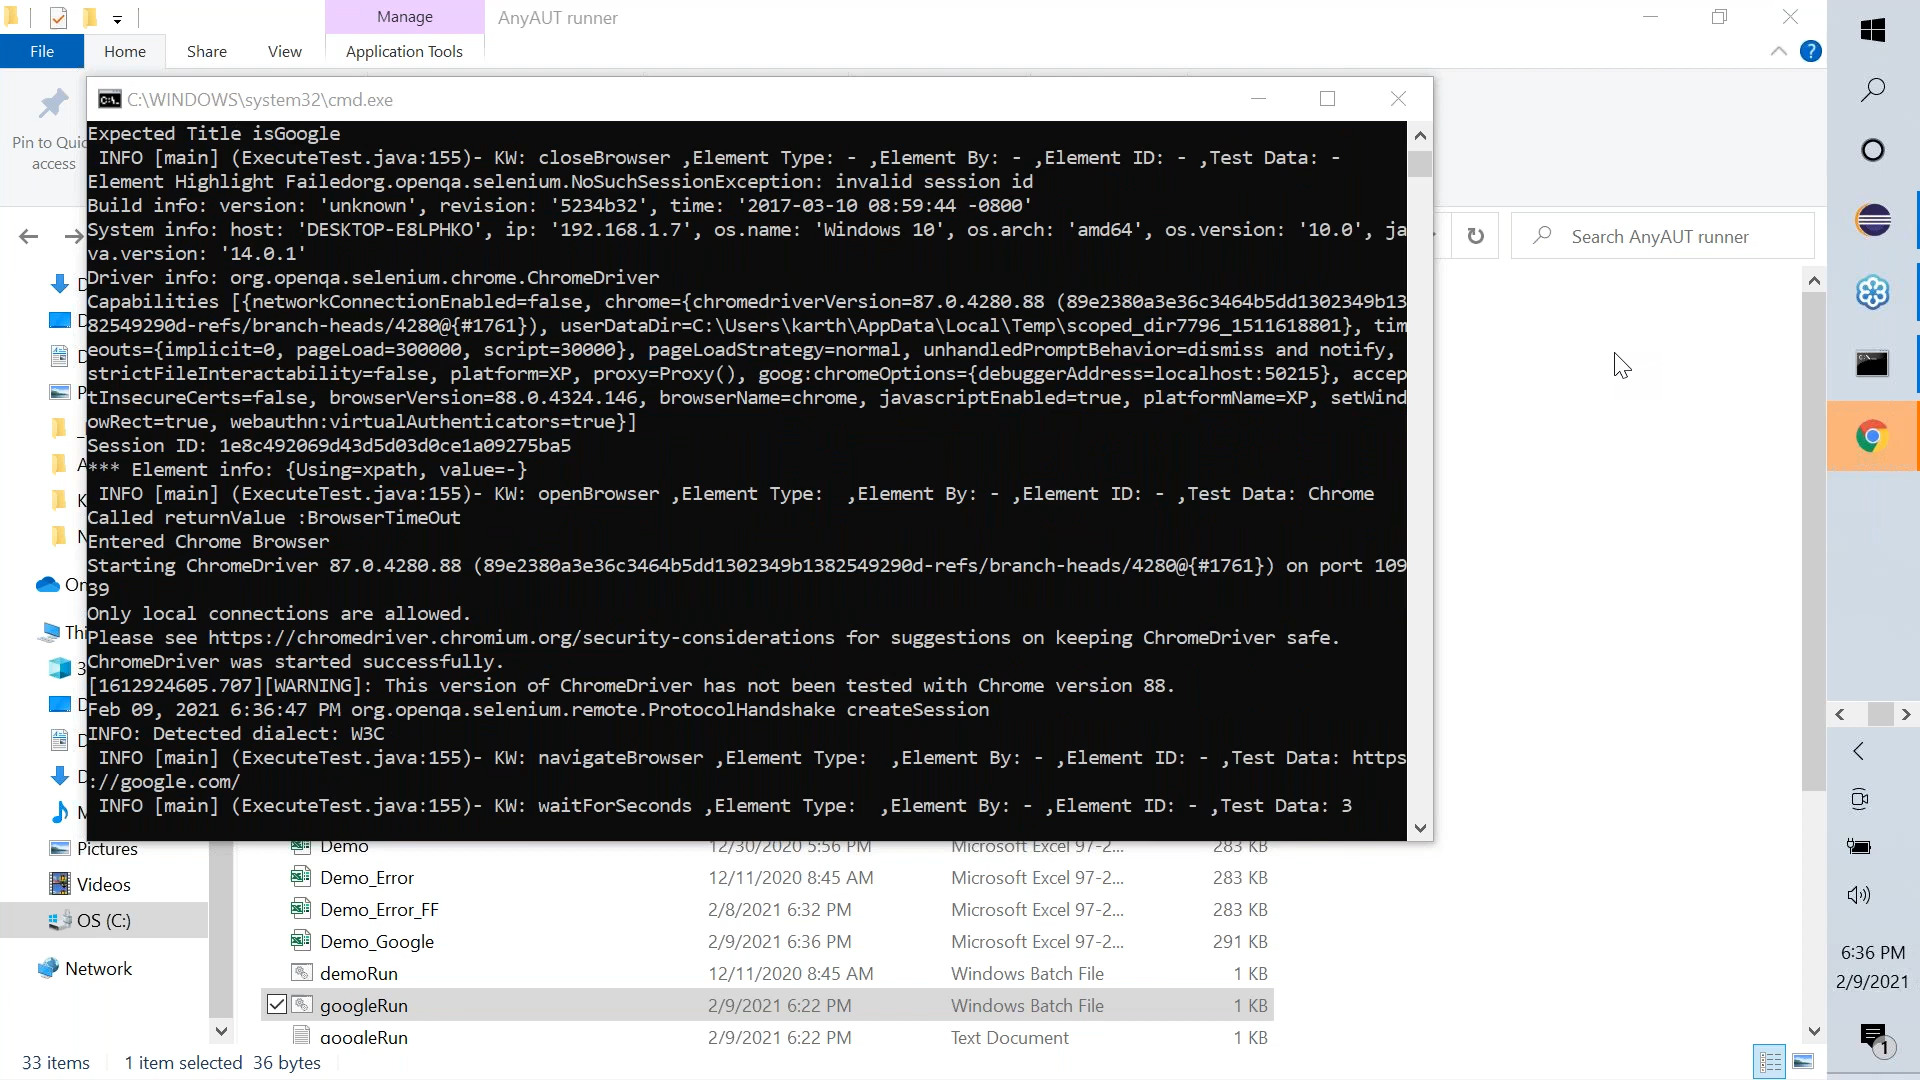 Manage
AnyAUT runner
File
Home
Share
View
Application Tools
Pin to Quic
access
C:\WINDOWS\system32\cmd.exe
Expected Title isGoogle
INFO [main] (ExecuteTest.java:155)- KW: closeBrowser ,Element Type: - ,Element By: - ,Element ID: - ,Test Data: -
Element Highlight Failedorg.openqa.selenium.NoSuchSessionException: invalid session id
Build info: version: 'unknown', revision: '5234b32', time: '2017-03-10 08:59:44 -0800'
System info: host: 'DESKTOP-E8LPHKO', ip: '192.168.1.7', os.name: 'Windows 10', os.arch: 'amd64', os.version: '10.0', ja
va.version: '14.0.1'
Driver info: org.openqa.selenium.chrome.ChromeDriver
Capabilities [{networkConnectionEnabled=false, chrome={chromedriverVersion=87.0.4280.88 (89e2380a3e36c3464b5dd1302349b13
82549290d-refs/branch-heads/4280@{#1761}), userDataDir=C:\Users\karth\AppData\Local\Temp\scoped_dir7796_1511618801}, tim
eouts={implicit=0, pageLoad=300000, script=30000}, pageLoadStrategy=normal, unhandledPromptBehavior=dismiss and notify,
strictFileInteractability=false, platform=XP, proxy=Proxy(), goog:chromeOptions={debuggerAddress=localhost:50215}, accep
tInsecureCerts=false, browserVersion=88.0.4324.146, browserName=chrome, javascriptEnabled=true, platformName=XP, setWind
owRect=true, webauthn:virtualAuthenticators=true}]
Session ID: 1e8c492069d43d5d03d0ce1a09275ba5
*** Element info: {Using=xpath, value=-}
INFO [main] (ExecuteTest.java:155)- KW: openBrowser ,Element Type:  ,Element By: - ,Element ID: - ,Test Data: Chrome
Called returnValue :BrowserTimeOut
Entered Chrome Browser
Starting ChromeDriver 87.0.4280.88 (89e2380a3e36c3464b5dd1302349b1382549290d-refs/branch-heads/4280@{#1761}) on port 109
39
Only local connections are allowed.
Please see https://chromedriver.chromium.org/security-considerations for suggestions on keeping ChromeDriver safe.
ChromeDriver was started successfully.
[1612924605.707][WARNING]: This version of ChromeDriver has not been tested with Chrome version 88.
Feb 09, 2021 6:36:47 PM org.openqa.selenium.remote.ProtocolHandshake createSession
INFO: Detected dialect: W3C
INFO [main] (ExecuteTest.java:155)- KW: navigateBrowser ,Element Type:  ,Element By: - ,Element ID: - ,Test Data: https
://google.com/
INFO [main] (ExecuteTest.java:155)- KW: waitForSeconds ,Element Type:  ,Element By: - ,Element ID: - ,Test Data: 3
Search AnyAUT runner
Pictures
Videos
OS (C:)
Network
Demo 12/30/2020 5:56 PM Microsoft Excel 97-2... 283 KB
Demo_Error 12/11/2020 8:45 AM Microsoft Excel 97-2... 283 KB
Demo_Error_FF 2/8/2021 6:32 PM Microsoft Excel 97-2... 283 KB
Demo_Google 2/9/2021 6:36 PM Microsoft Excel 97-2... 291 KB
demoRun 12/11/2020 8:45 AM Windows Batch File 1 KB
googleRun 2/9/2021 6:22 PM Windows Batch File 1 KB
googleRun 2/9/2021 6:22 PM Text Document 1 KB
33 items
1 item selected 36 bytes
6:36 PM
2/9/2021
1